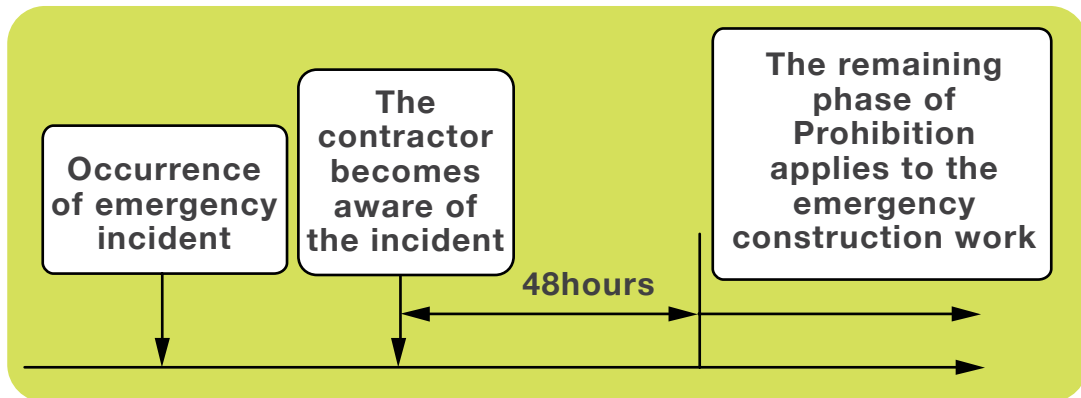 Occurrence
of emergency
incident
The
contractor
becomes
aware of
the incident
48hours
The remaining
phase of
Prohibition
applies to the
emergency
construction work